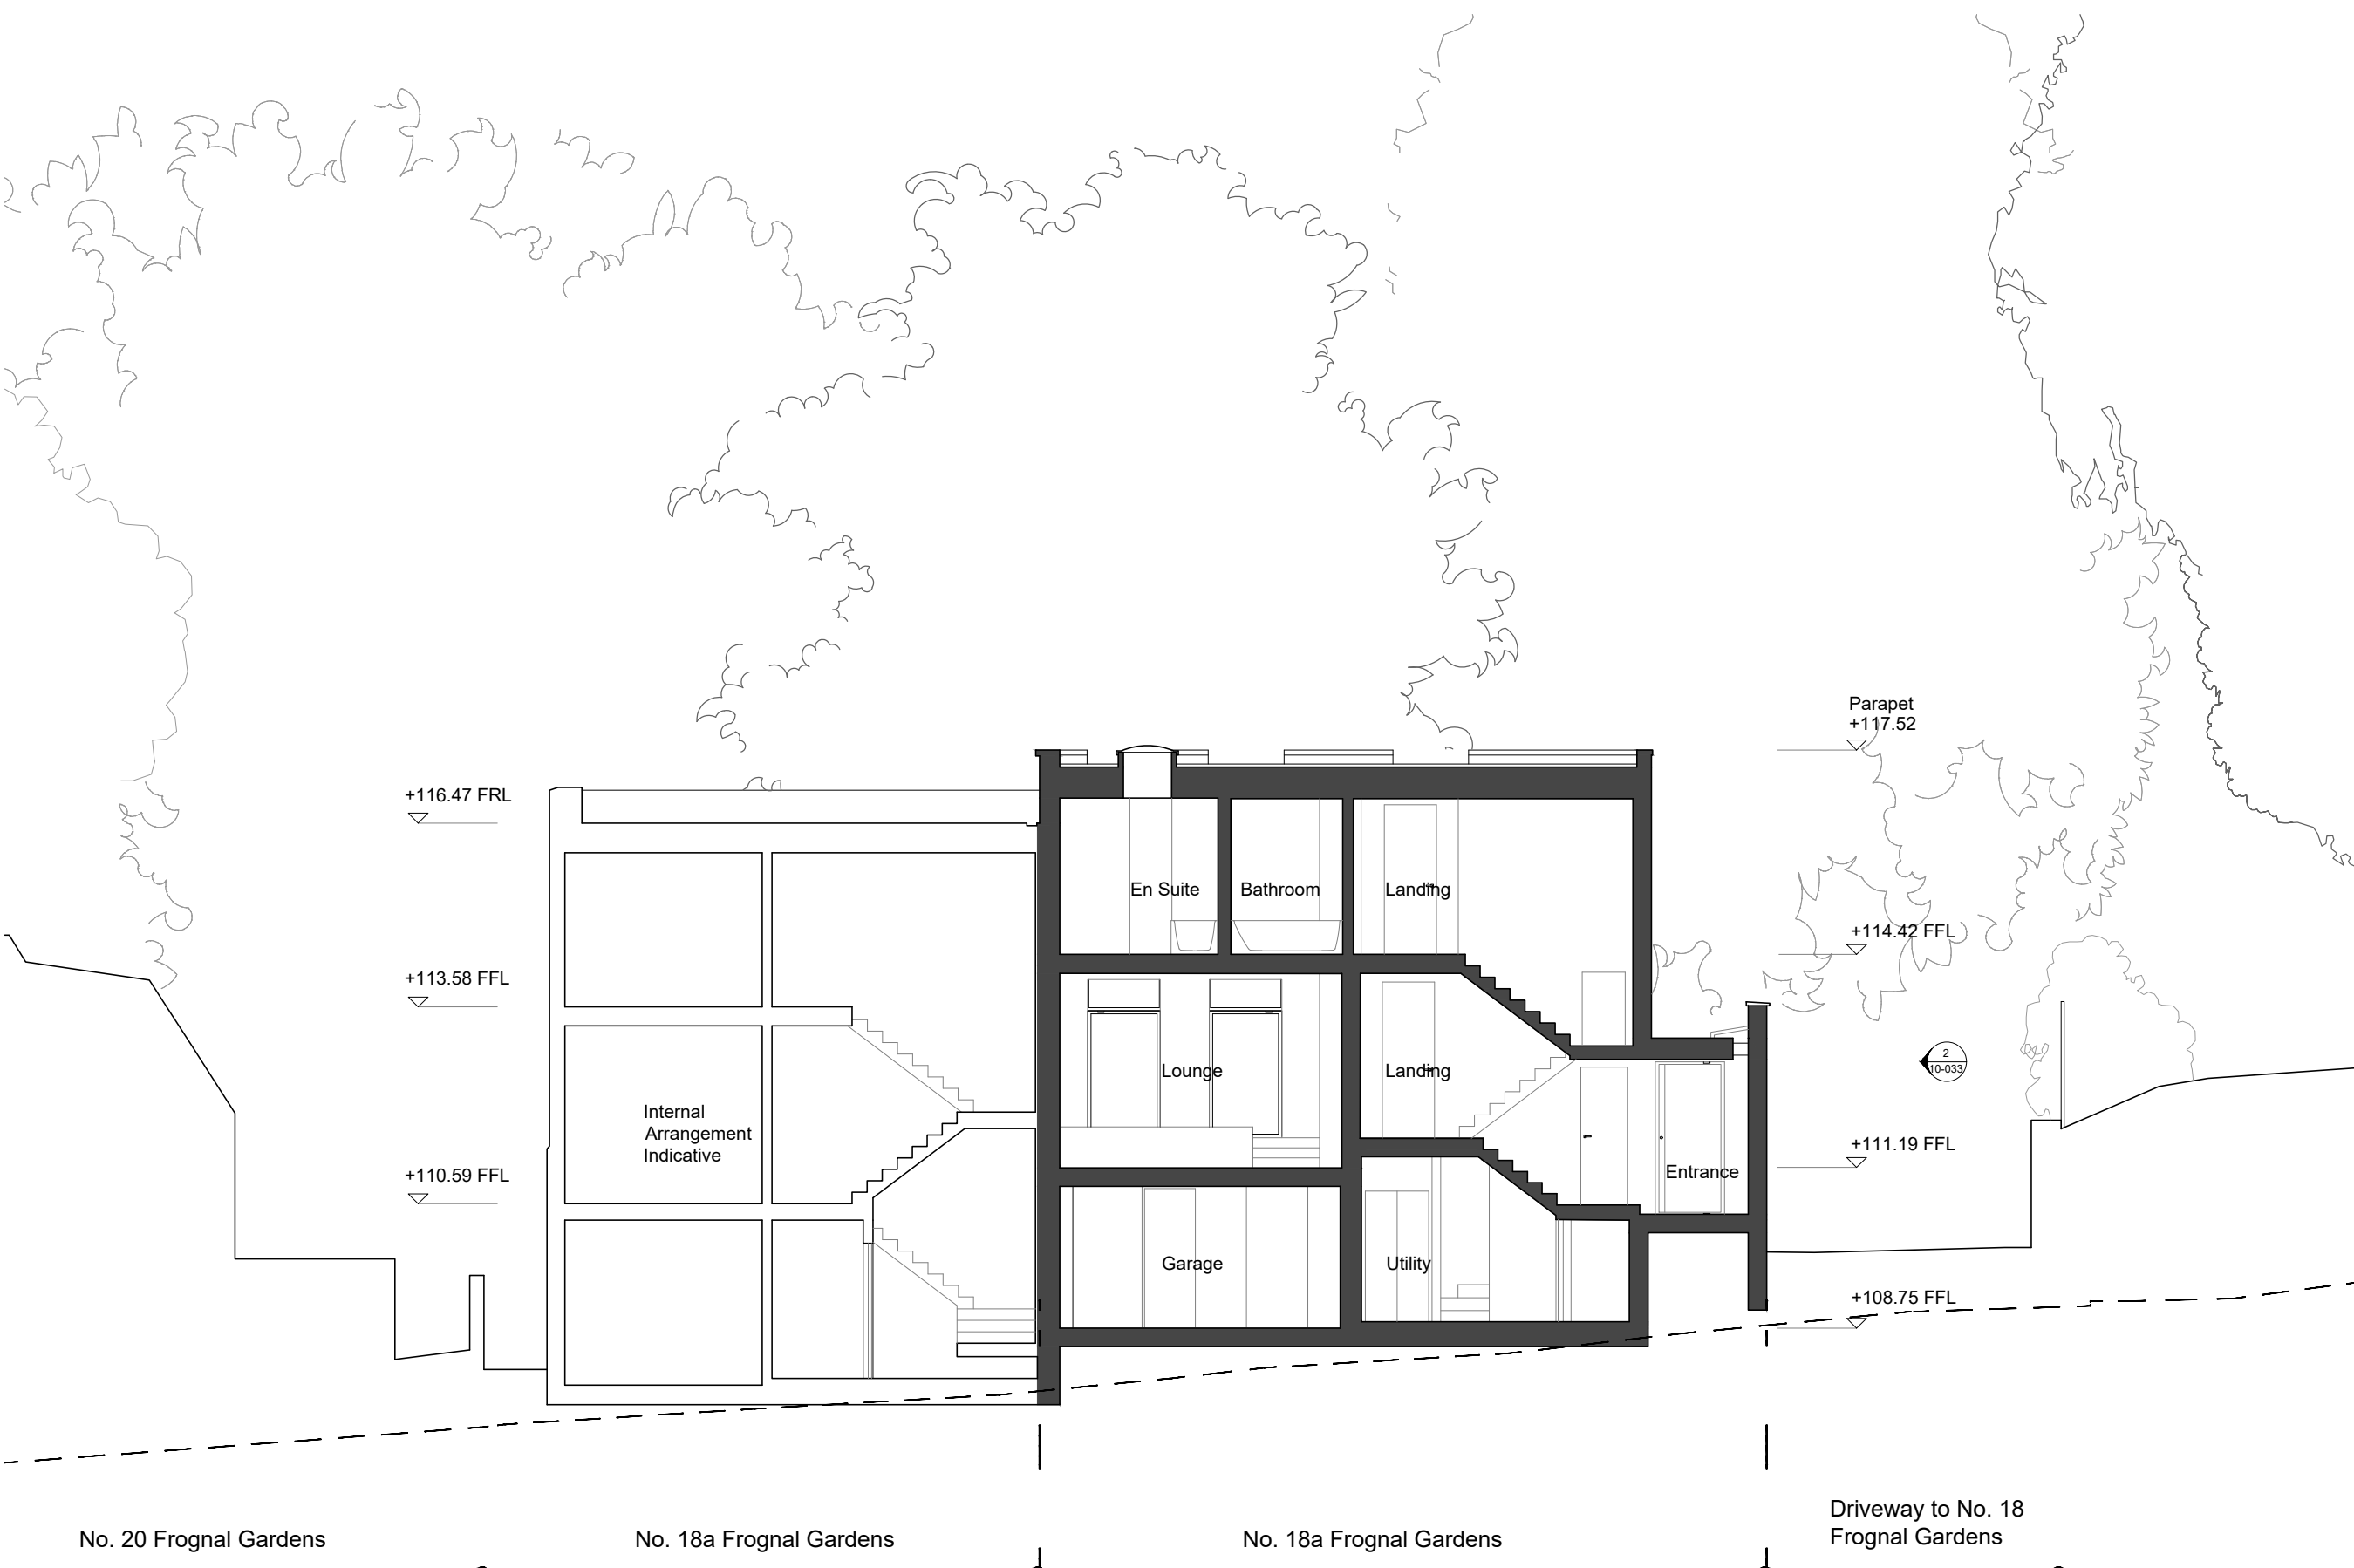 Parapet
+117.52
+116.47 FRL
En Suite
Bathroom
Landing
+114.42 FFL
+113.58 FFL
Lounge
Landing
2
10-033
Internal
Arrangement
Indicative
+111.19 FFL
+110.59 FFL
Entrance
Garage
Utility
+108.75 FFL
Driveway to No. 18
Frognal Gardens
No. 20 Frognal Gardens
No. 18a Frognal Gardens
No. 18a Frognal Gardens